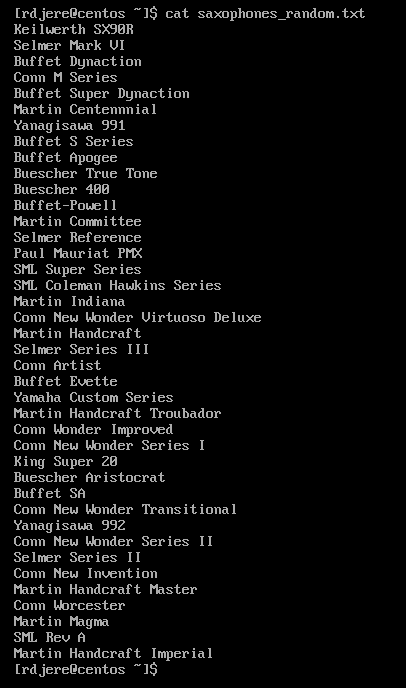 [rdjere@centos ~]$ cat saxophones_random.txt
Keilwerth SX90R
Selmer Mark VI
Buffet Dynaction
Conn M Series
Buffet Super Dynaction
Martin Centennnial
Yanagisawa 991
Buffet S Series
Buffet Apogee
Buescher True Tone
Buescher 400
Buffet-Powell
Martin Committee
Selmer Reference
Paul Mauriat PMX
SML Super Series
SML Coleman Hawkins Series
Martin Indiana
Conn New Wonder Virtuoso Deluxe
Martin Handcraft
Selmer Series III
Conn Artist
Buffet Evette
Yamaha Custom Series
Martin Handcraft Troubador
Conn Wonder Improved
Conn New Wonder Series I
King Super 20
Buescher Aristocrat
Buffet SA
Conn New Wonder Transitional
Yanagisawa 992
Conn New Wonder Series II
Selmer Series II
Conn New Invention
Martin Handcraft Master
Conn Worcester
Martin Magma
SML Rev A
Martin Handcraft Imperial
[rdjere@centos ~]$